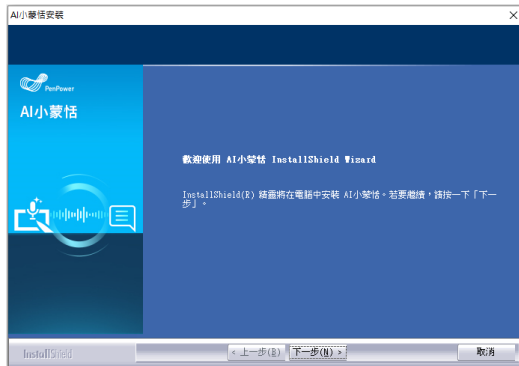 AI小蒙恬安裝
PenPower
AI小蒙恬
歡迎使用 AI小蒙恬 InstallShield Wizard
InstallShield(R) 精靈將在電腦中安裝 AI小蒙恬。若要繼續，請按一下「下一
步」。
InstallShield
< 上一步(B)
下一步(N) >
取消